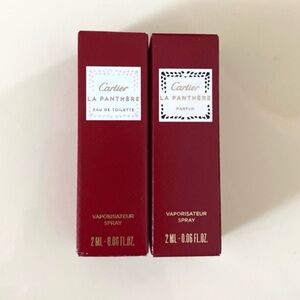 Cartier
LA PANTHÈRE
EAU DE TOILETTE
VAPORISATEUR
SPRAY
2 ML - 0.06 FL.OZ.
Cartier
LA PANTHÈRE
PARFUM
VAPORISATEUR
SPRAY
2 ML - 0.06 FL.OZ.